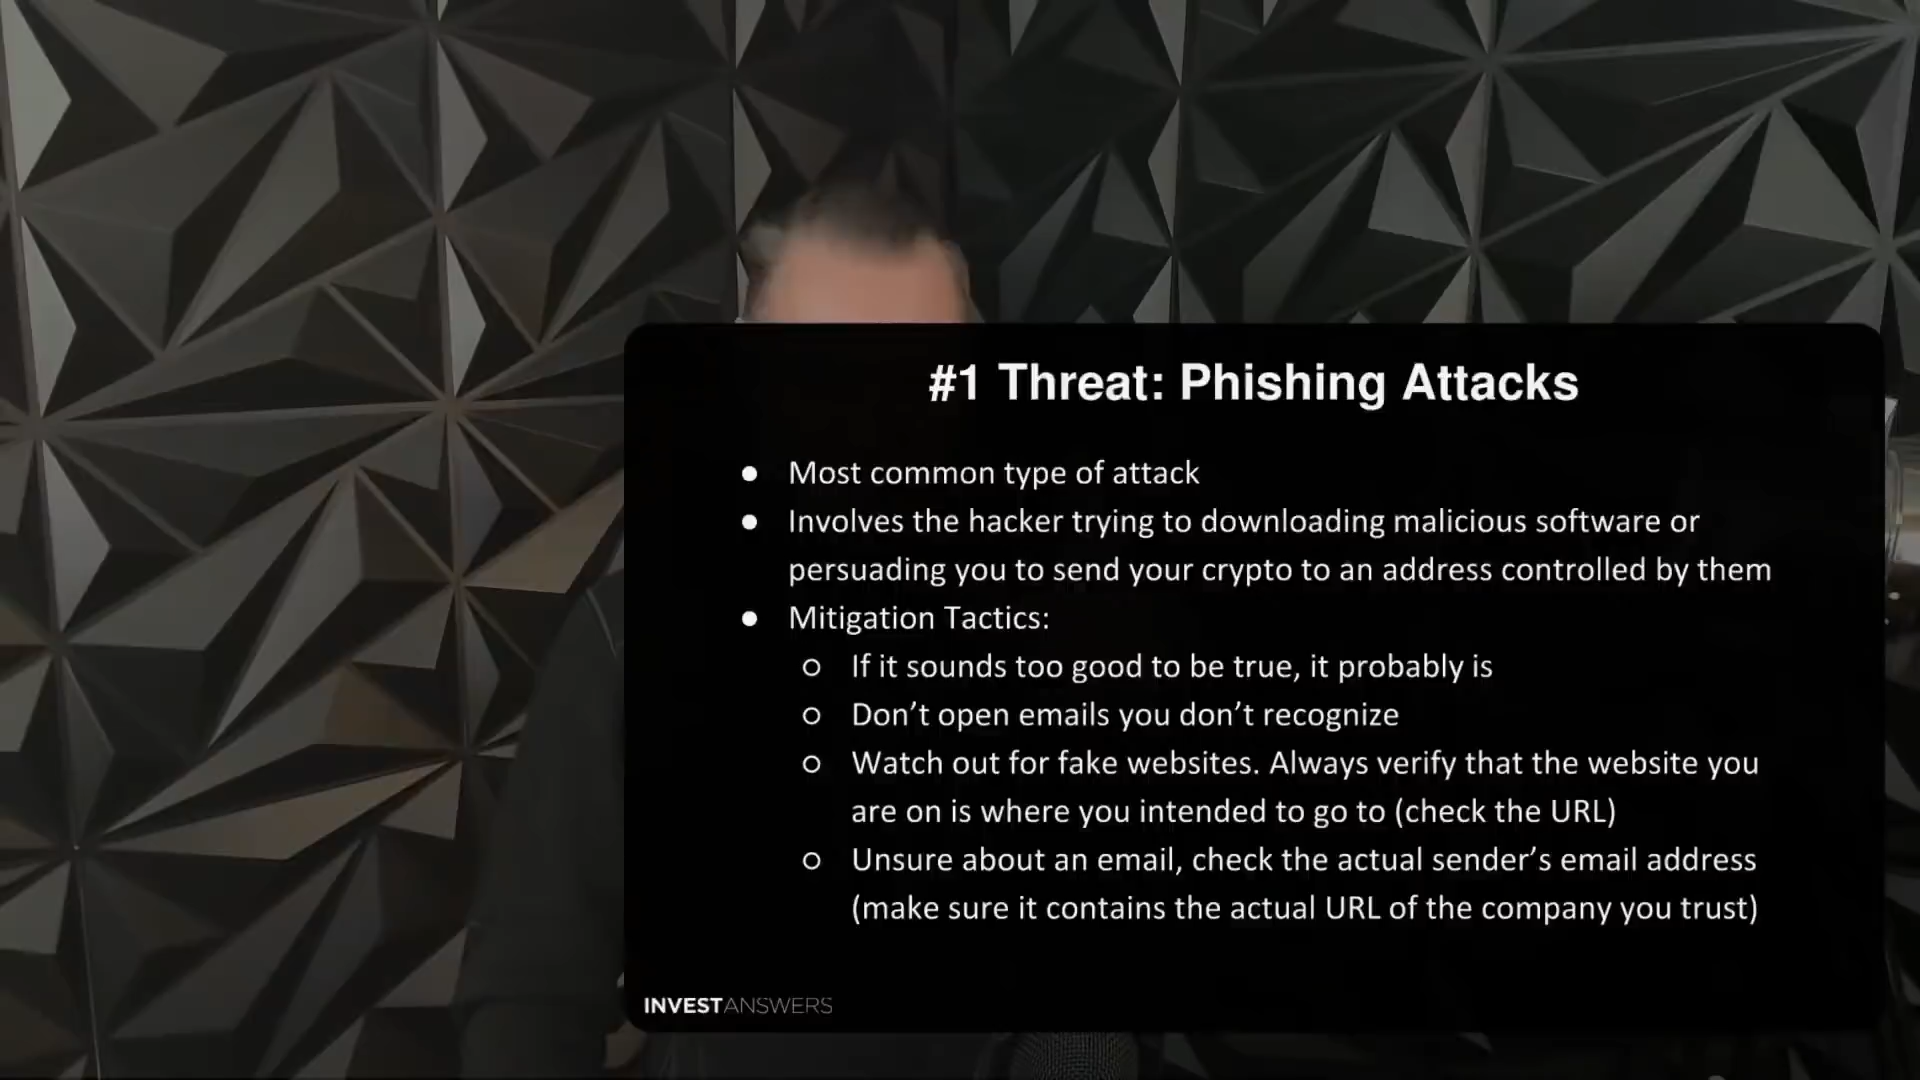 #1 Threat: Phishing Attacks
● Most common type of attack
● Involves the hacker trying to downloading malicious software or
persuading you to send your crypto to an address controlled by them
● Mitigation Tactics:
○ If it sounds too good to be true, it probably is
○ Don’t open emails you don’t recognize
○ Watch out for fake websites. Always verify that the website you
are on is where you intended to go to (check the URL)
○ Unsure about an email, check the actual sender’s email address
(make sure it contains the actual URL of the company you trust)
INVESTANSWERS